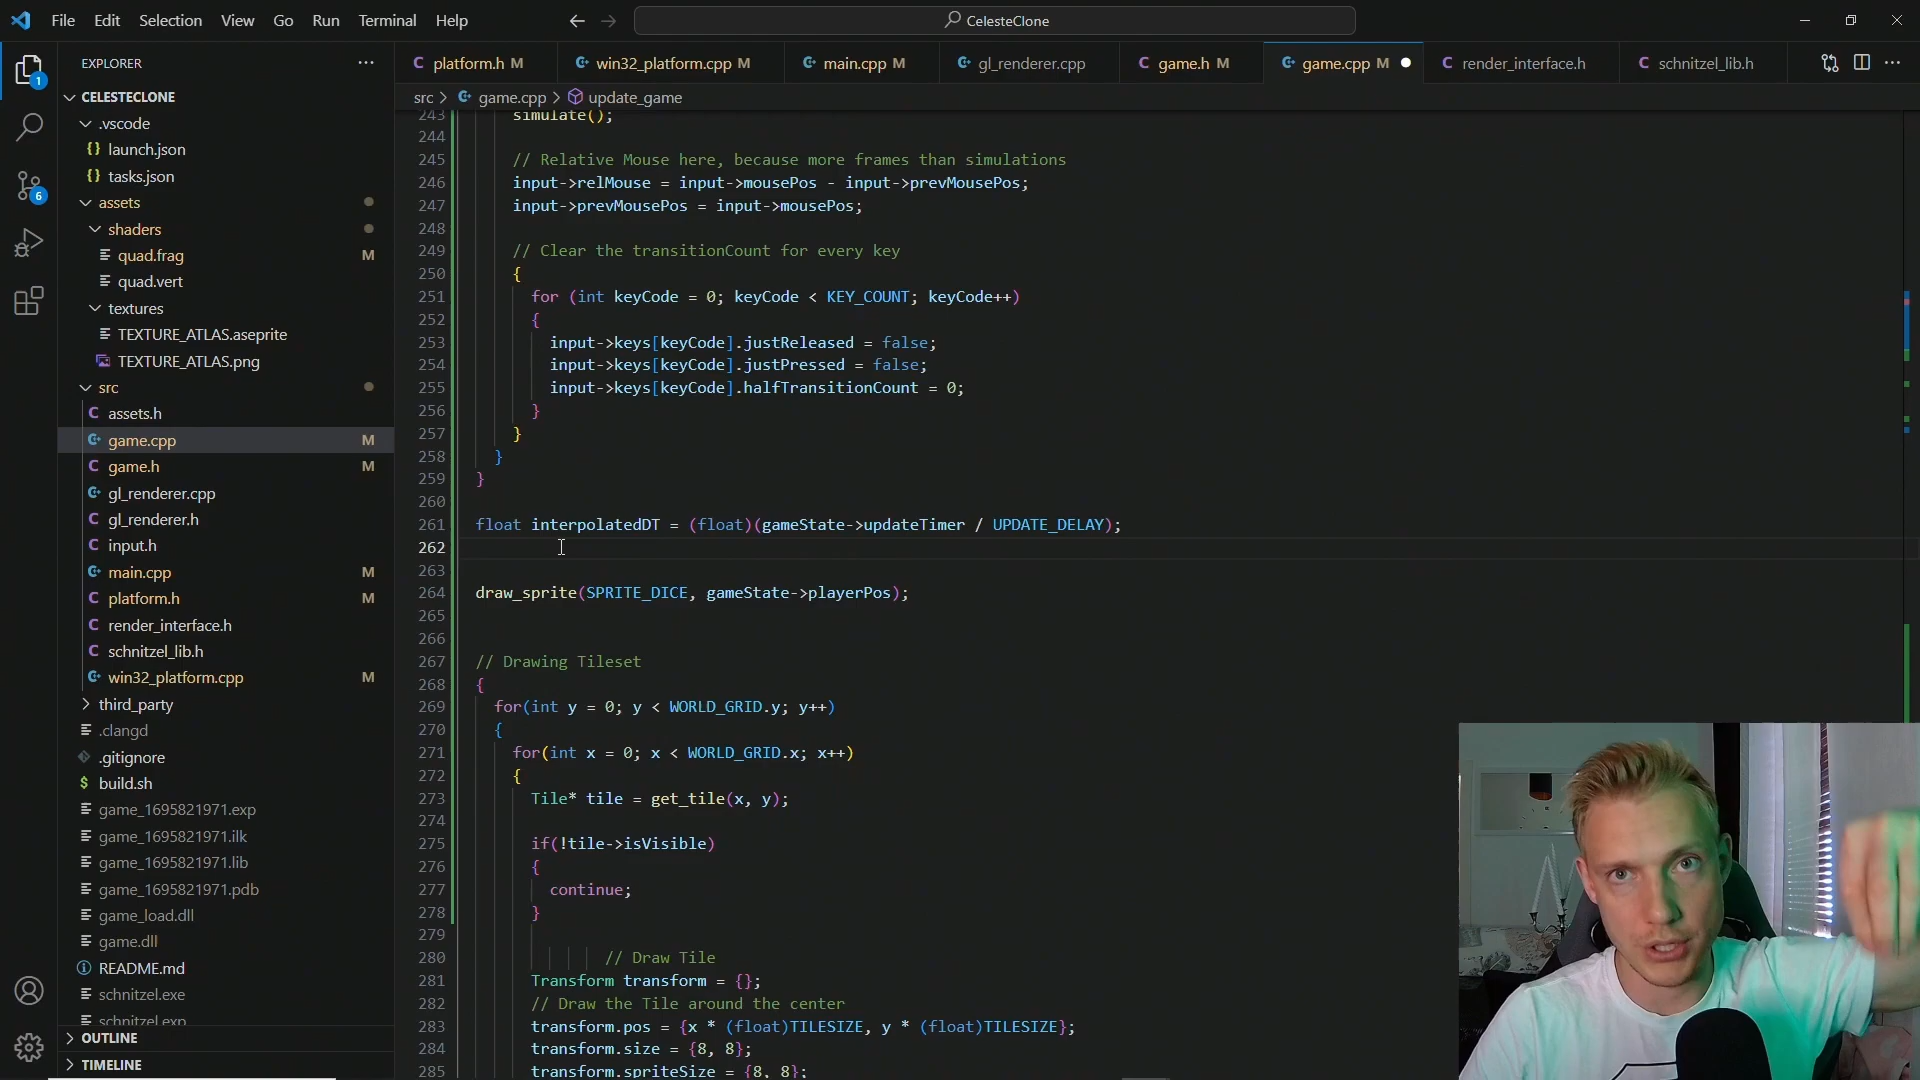 File Edit Selection View Go Run Terminal Help
CelesteClone
EXPLORER
platform.h M
win32_platform.cpp M
main.cpp M
gl_renderer.cpp
game.h M
game.cpp M
render_interface.h
schnitzel_lib.h
src > game.cpp > update_game
CELESTECLONE
.vscode
launch.json
tasks.json
assets
shaders
quad.frag M
quad.vert
textures
TEXTURE_ATLAS.aseprite
TEXTURE_ATLAS.png
src
assets.h
game.cpp M
game.h M
gl_renderer.cpp
gl_renderer.h
input.h
main.cpp M
platform.h M
render_interface.h
schnitzel_lib.h
win32_platform.cpp M
third_party
.clangd
.gitignore
build.sh
game_1695821971.exp
game_1695821971.ilk
game_1695821971.lib
game_1695821971.pdb
game_load.dll
game.dll
README.md
schnitzel.exe
schnitzel.exp
OUTLINE
TIMELINE
1
6
243 simulate();
244
245 // Relative Mouse here, because more frames than simulations
246 input->relMouse = input->mousePos - input->prevMousePos;
247 input->prevMousePos = input->mousePos;
248
249 // Clear the transitionCount for every key
250 {
251 for (int keyCode = 0; keyCode < KEY_COUNT; keyCode++)
252 {
253 input->keys[keyCode].justReleased = false;
254 input->keys[keyCode].justPressed = false;
255 input->keys[keyCode].halfTransitionCount = 0;
256 }
257 }
258 }
259 }
260
261 float interpolatedDT = (float)(gameState->updateTimer / UPDATE_DELAY);
262
263
264 draw_sprite(SPRITE_DICE, gameState->playerPos);
265
266
267 // Drawing Tileset
268 {
269 for(int y = 0; y < WORLD_GRID.y; y++)
270 {
271 for(int x = 0; x < WORLD_GRID.x; x++)
272 {
273 Tile* tile = get_tile(x, y);
274
275 if(!tile->isVisible)
276 {
277 continue;
278 }
279
280 // Draw Tile
281 Transform transform = {};
282 // Draw the Tile around the center
283 transform.pos = {x * (float)TILESIZE, y * (float)TILESIZE};
284 transform.size = {8, 8};
285 transform.spriteSize = {8, 8};